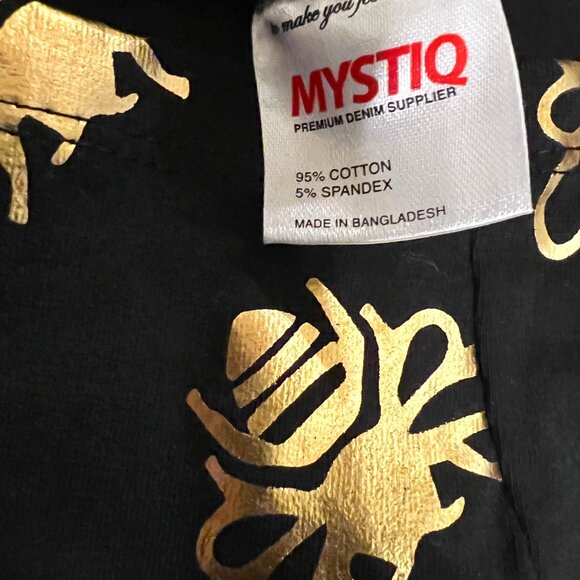 to make you
MYSTIQ
PREMIUM DENIM SUPPLIER
95% COTTON
5% SPANDEX
MADE IN BANGLADESH